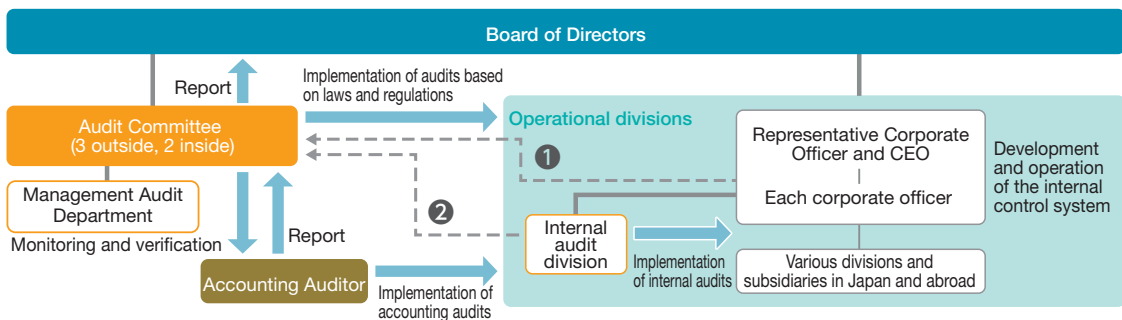 Board of Directors
Report
Implementation of audits based
on laws and regulations
Audit Committee
(3 outside, 2 inside)
Management Audit
Department
Monitoring and verification
Report
Accounting Auditor
Implementation of
accounting audits
Operational divisions
1
2
Internal
audit
division
Implementation
of internal audits
Representative Corporate
Officer and CEO
Each corporate officer
Various divisions and
subsidiaries in Japan and abroad
Development
and operation
of the internal
control system